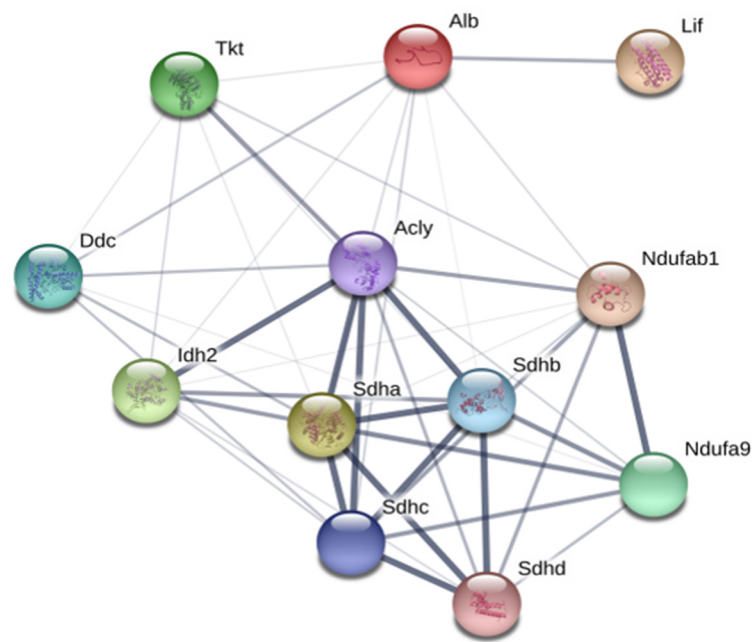 Alb
Lif
Tkt
Acly
Ddc
Ndufab1
Idh2
Sdhb
Sdha
Ndufa9
Sdhc
Sdhd